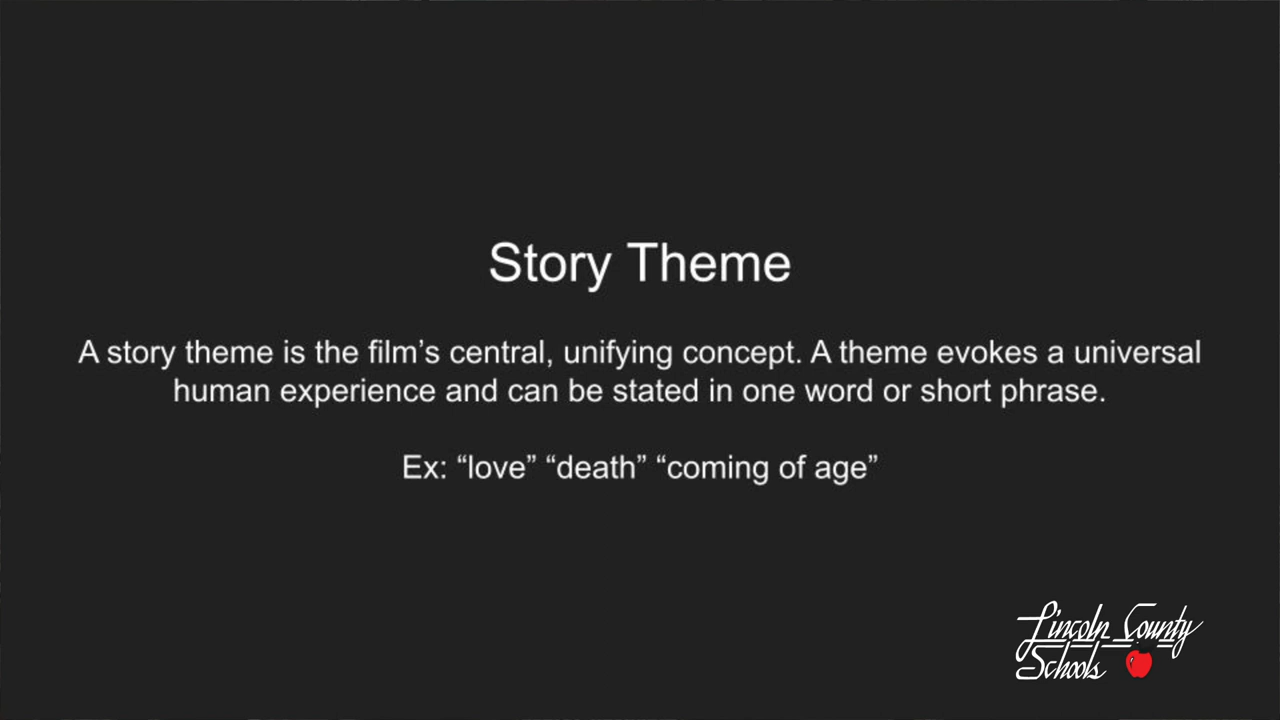 Story Theme
A story theme is the film’s central, unifying concept. A theme evokes a universal
human experience and can be stated in one word or short phrase.
Ex: “love” “death” “coming of age”
Lincoln County
Schools